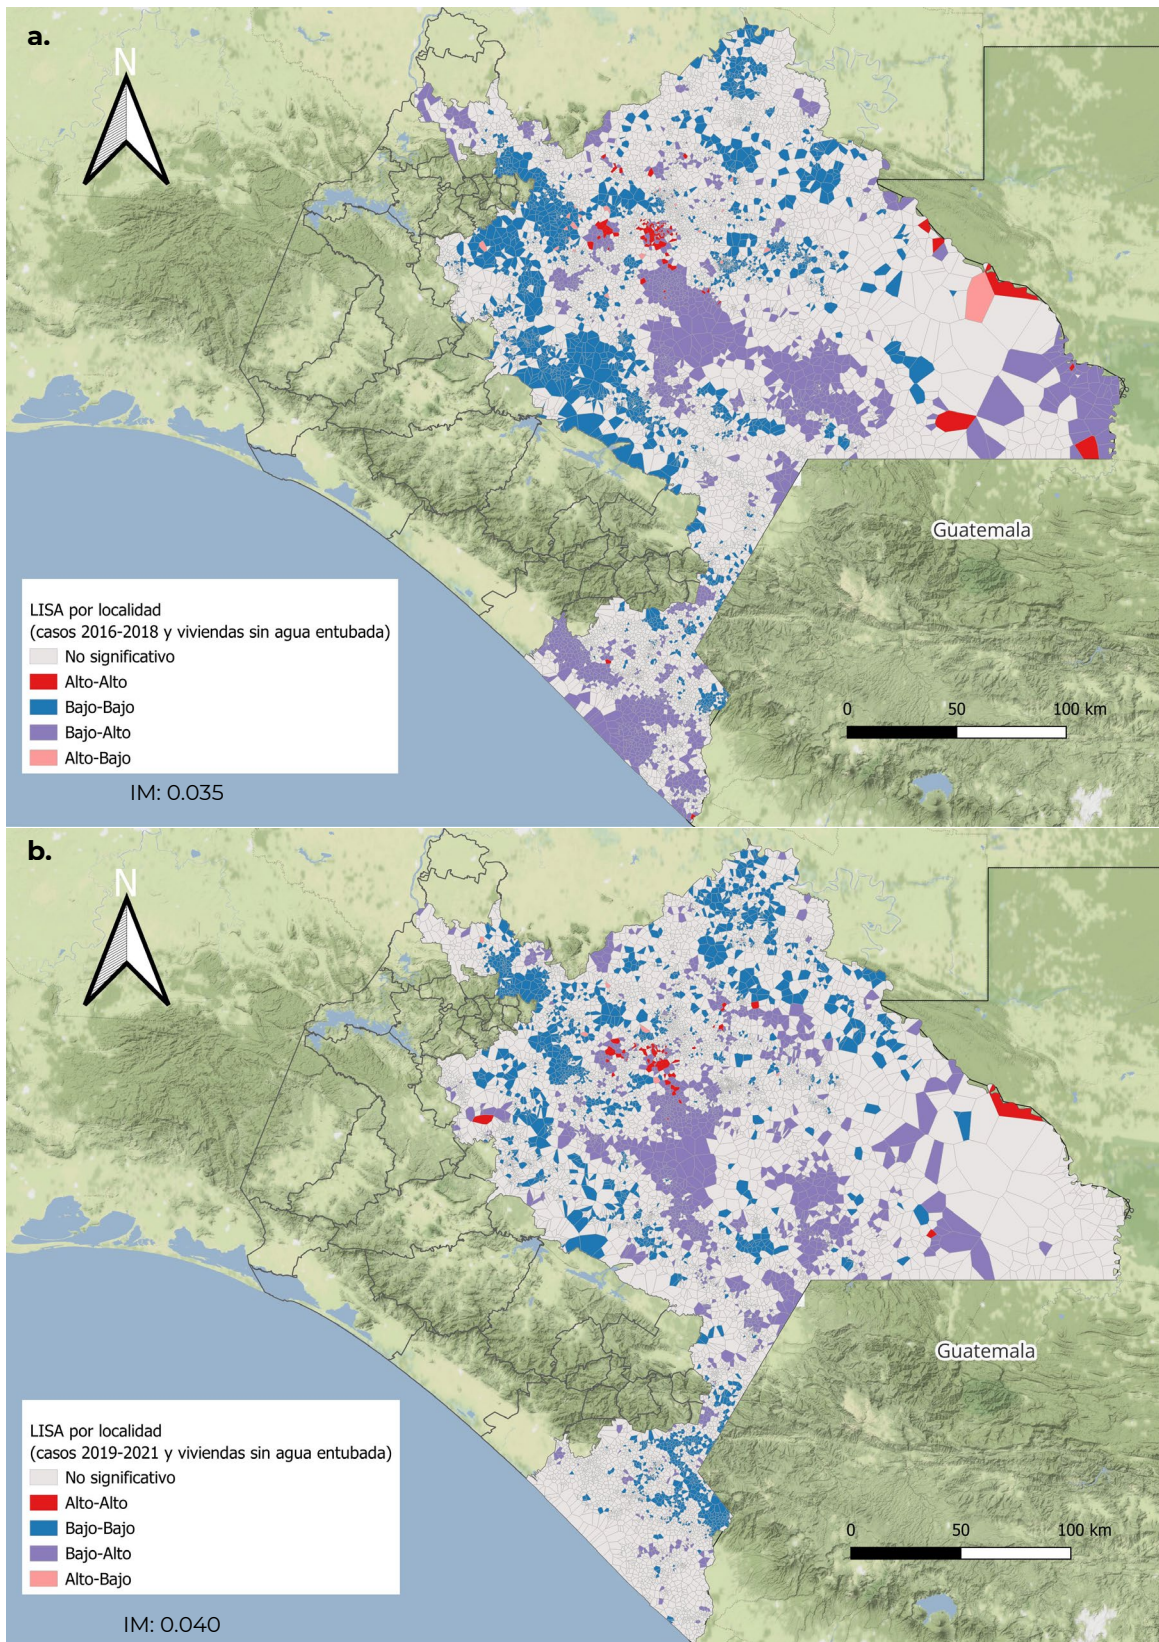 a.
N
Guatemala
LISA por localidad
(casos 2016-2018 y viviendas sin agua entubada)
No significativo
Alto-Alto
Bajo-Bajo
Bajo-Alto
Alto-Bajo
0 50 100 km
IM: 0.035
b.
N
Guatemala
LISA por localidad
(casos 2019-2021 y viviendas sin agua entubada)
No significativo
Alto-Alto
Bajo-Bajo
Bajo-Alto
Alto-Bajo
0 50 100 km
IM: 0.040